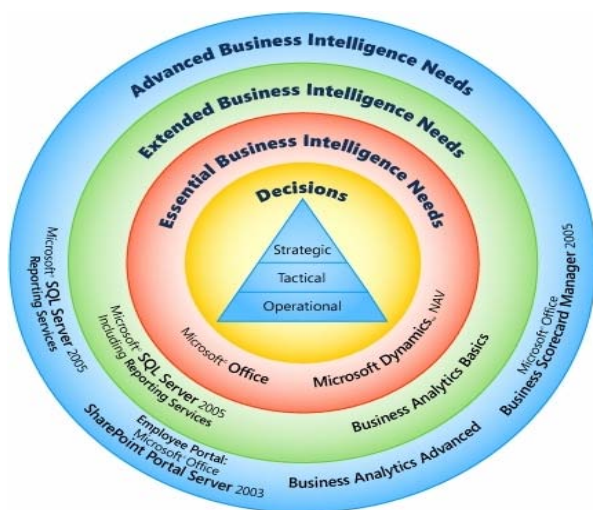 Advanced Business Intelligence Needs
Extended Business Intelligence Needs
Essential Business Intelligence Needs
Decisions
Strategic
Tactical
Operational
Microsoft® Office
Microsoft Dynamics™ NAV
Microsoft® SQL Server 2005
Including Reporting Services
Business Analytics Basics
Microsoft® SQL Server 2005
Reporting Services
Employee Portal:
Microsoft® Office
SharePoint Portal Server 2003
Business Analytics Advanced
Microsoft Office
Business Scorecard Manager 2005